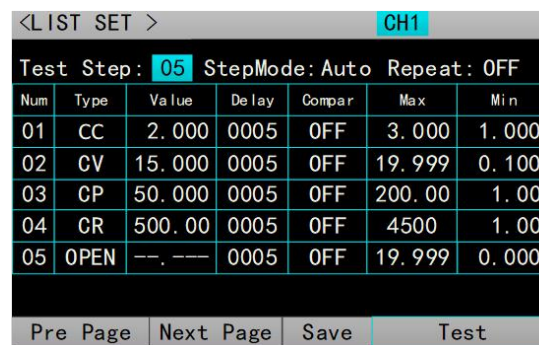 <LIST SET > CH1
Test Step: 05 StepMode: Auto Repeat: OFF
Num Type Value Delay Compar Max Min
01 CC 2.000 0005 OFF 3.000 1.000
02 CV 15.000 0005 OFF 19.999 0.100
03 CP 50.000 0005 OFF 200.00 1.00
04 CR 500.00 0005 OFF 4500 1.00
05 OPEN --.--- 0005 OFF 19.999 0.000
Pre Page Next Page Save Test